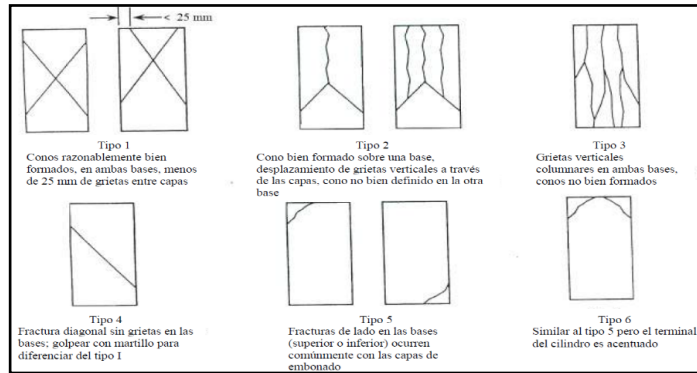 < 25 mm
Tipo 1
Conos razonablemente bien
formados, en ambas bases, menos
de 25 mm de grietas entre capas
Tipo 2
Cono bien formado sobre una base,
desplazamiento de grietas verticales a través
de las capas, cono no bien definido en la otra
base
Tipo 3
Grietas verticales
columnares en ambas bases,
conos no bien formados
Tipo 4
Fractura diagonal sin grietas en las
bases; golpear con martillo para
diferenciar del tipo I
Tipo 5
Fracturas de lado en las bases
(superior o inferior) ocurren
comúnmente con las capas de
embonado
Tipo 6
Similar al tipo 5 pero el terminal
del cilindro es acentuado